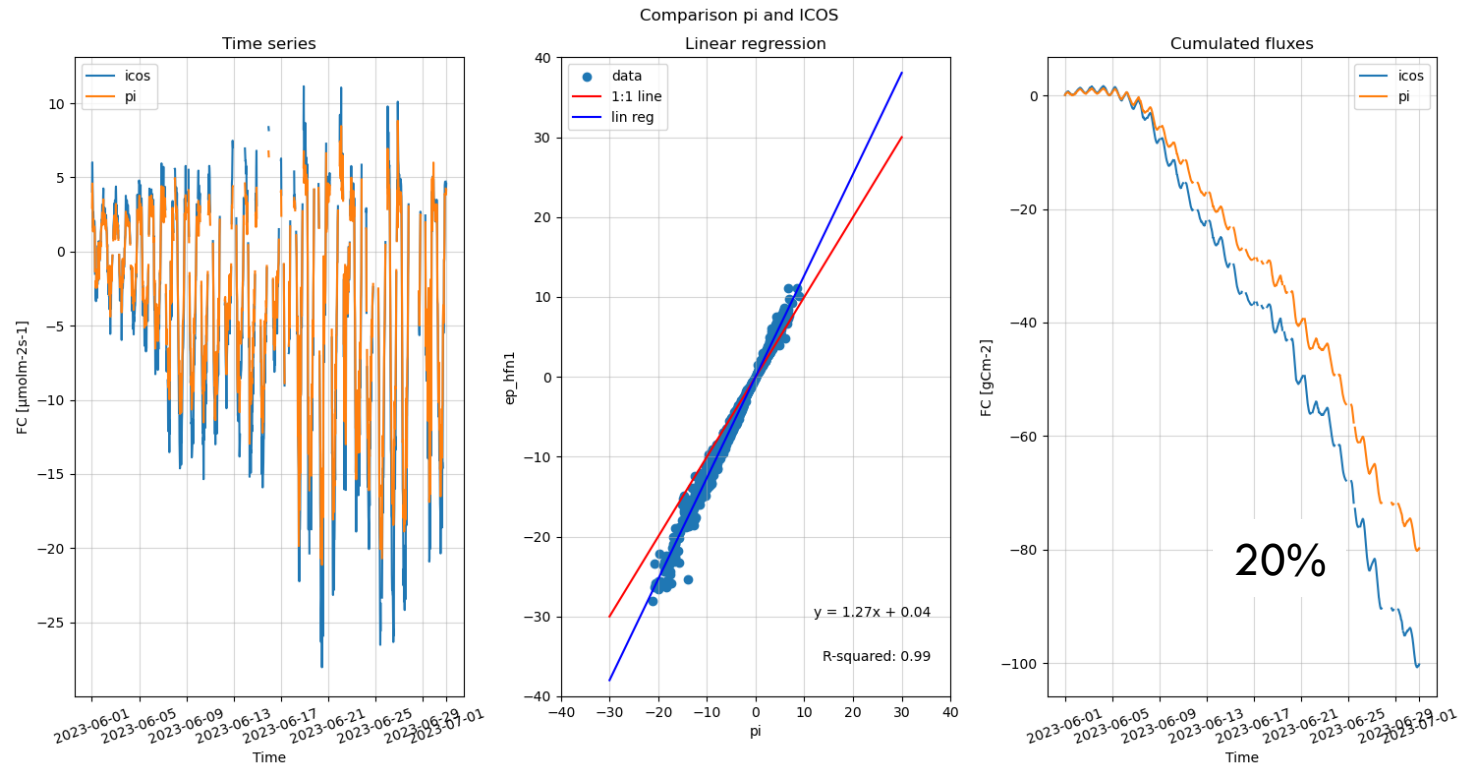 Comparison pi and ICOS
Time series
icos
pi
10
5
0
−5
−10
−15
−20
−25
FC [μmolm-2s-1]
2023-06-01
2023-06-05
2023-06-09
2023-06-13
2023-06-17
2023-06-21
2023-06-25
2023-06-29
2023-07-01
Time
Linear regression
data
1:1 line
lin reg
40
30
20
10
0
−10
−20
−30
−40
ep_hfn1
y = 1.27x + 0.04
R-squared: 0.99
−40
−30
−20
−10
0
10
20
30
40
pi
Cumulated fluxes
icos
pi
0
−20
−40
−60
−80
−100
FC [gCm-2]
20%
2023-06-01
2023-06-05
2023-06-09
2023-06-13
2023-06-17
2023-06-21
2023-06-25
2023-06-29
2023-07-01
Time